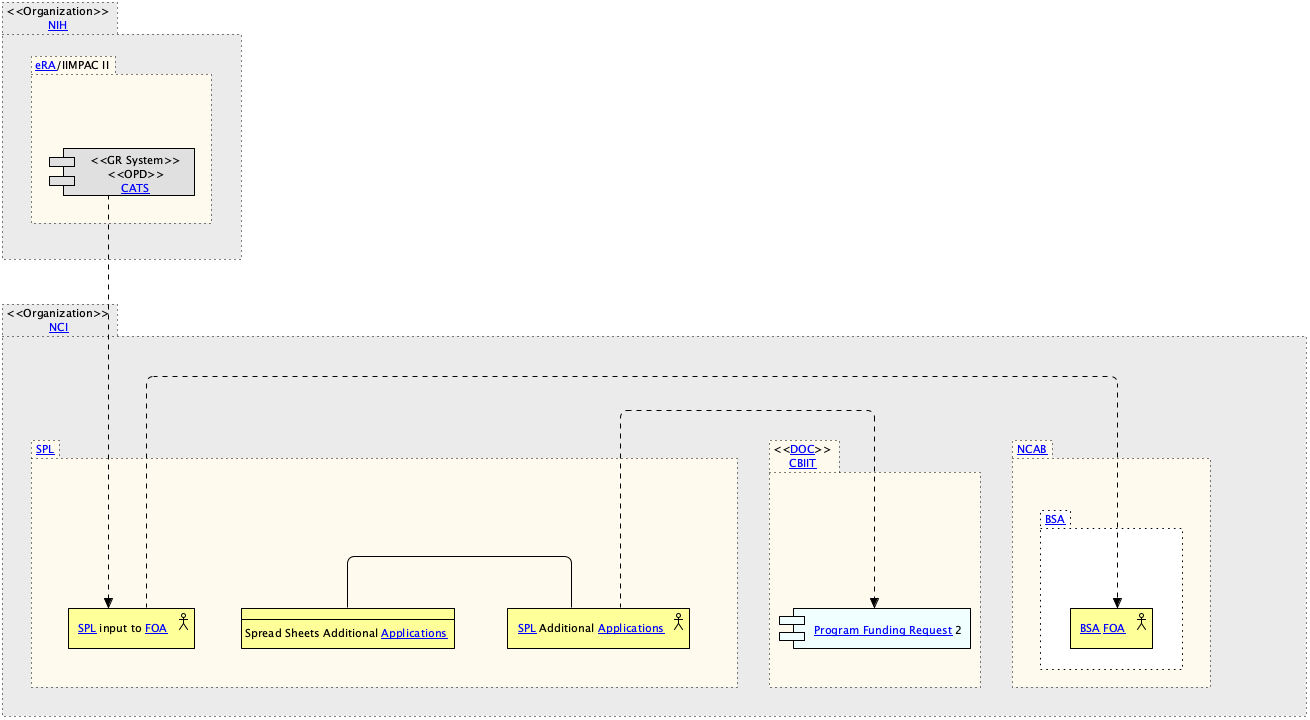 <<Organization>>
NIH
eRA/IIMPAC II
<<GR System>>
<<OPD>>
CATS
<<Organization>>
NCI
SPL
<<DOC>>
CBIIT
NCAB
BSA
SPL input to FOA
Spread Sheets Additional Applications
SPL Additional Applications
Program Funding Request 2
BSA FOA